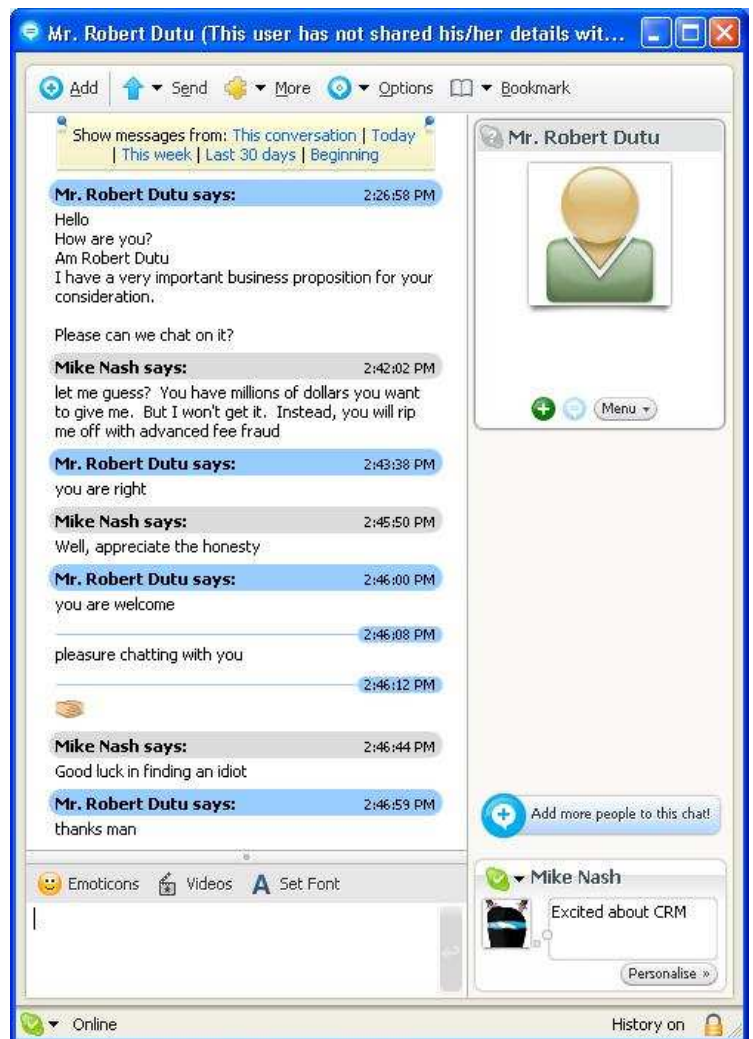 Mr. Robert Dutu (This user has not shared his/her details wit...
Add Send More Options Bookmark
Show messages from: This conversation | Today
| This week | Last 30 days | Beginning
Mr. Robert Dutu says: 2:26:58 PM
Hello
How are you?
Am Robert Dutu
I have a very important business proposition for your
consideration.
Please can we chat on it?
Mike Nash says: 2:42:02 PM
let me guess?  You have millions of dollars you want
to give me.  But I won't get it.  Instead, you will rip
me off with advanced fee fraud
Mr. Robert Dutu says: 2:43:38 PM
you are right
Mike Nash says: 2:45:50 PM
Well, appreciate the honesty
Mr. Robert Dutu says: 2:46:00 PM
you are welcome
2:46:08 PM
pleasure chatting with you
2:46:12 PM
Mike Nash says: 2:46:44 PM
Good luck in finding an idiot
Mr. Robert Dutu says: 2:46:59 PM
thanks man
Emoticons Videos A Set Font
Mr. Robert Dutu
Menu
Add more people to this chat!
Mike Nash
Excited about CRM
Personalise »
Online
History on